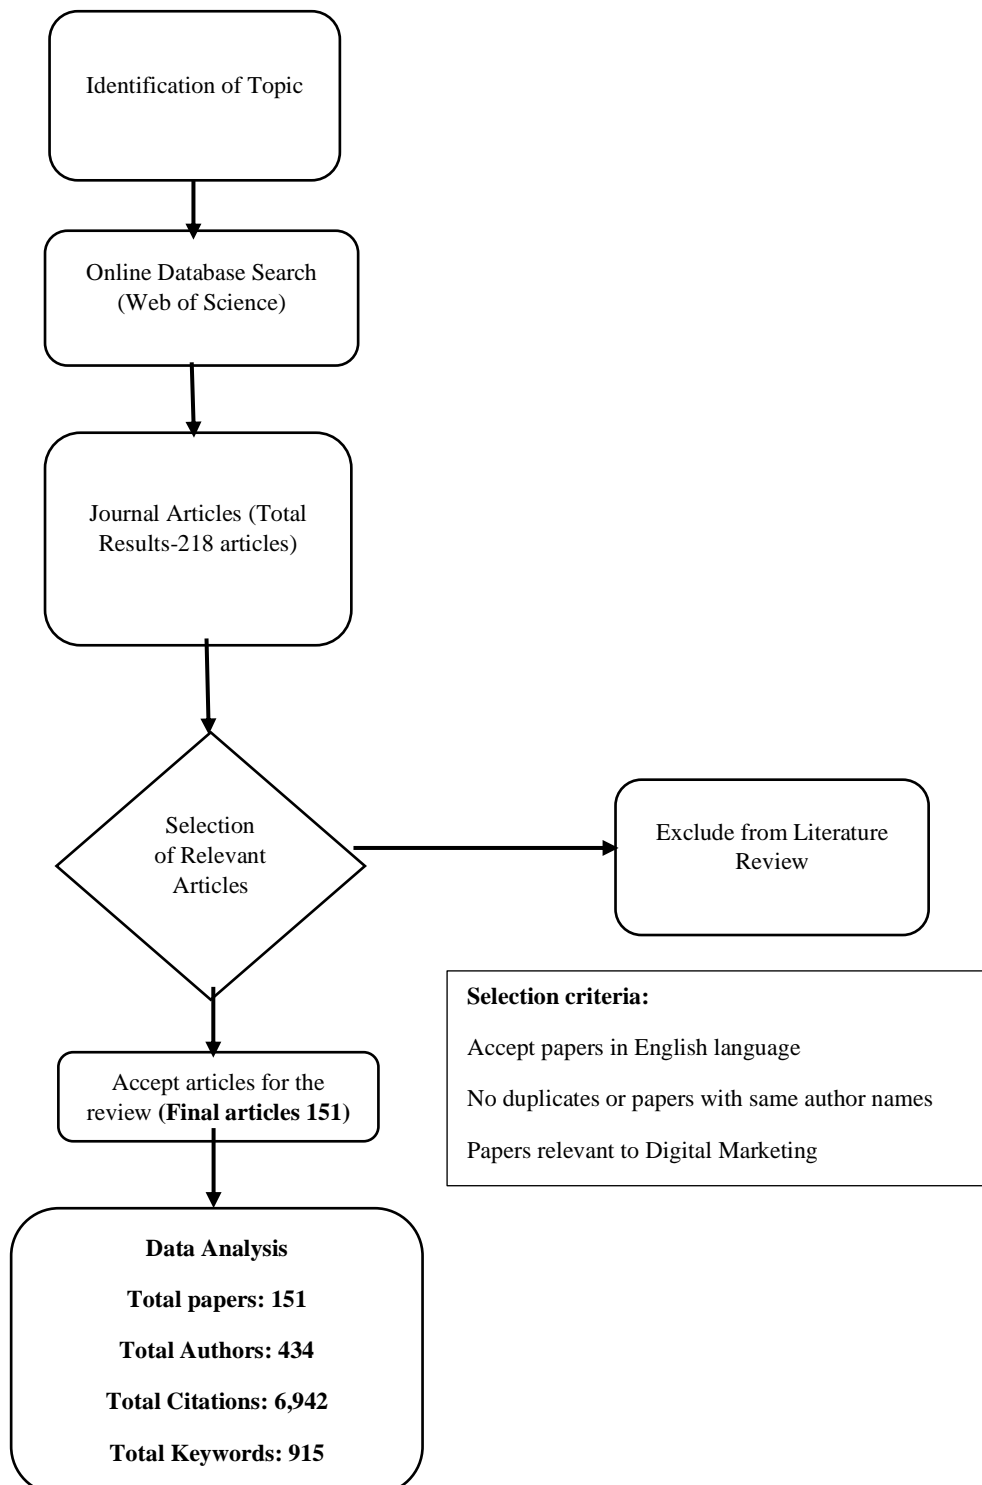 Identification of Topic
Online Database Search
(Web of Science)
Journal Articles (Total
Results-218 articles)
Selection
of Relevant
Articles
Exclude from Literature
Review
Selection criteria:
Accept papers in English language
No duplicates or papers with same author names
Papers relevant to Digital Marketing
Accept articles for the
review (Final articles 151)
Data Analysis
Total papers: 151
Total Authors: 434
Total Citations: 6,942
Total Keywords: 915